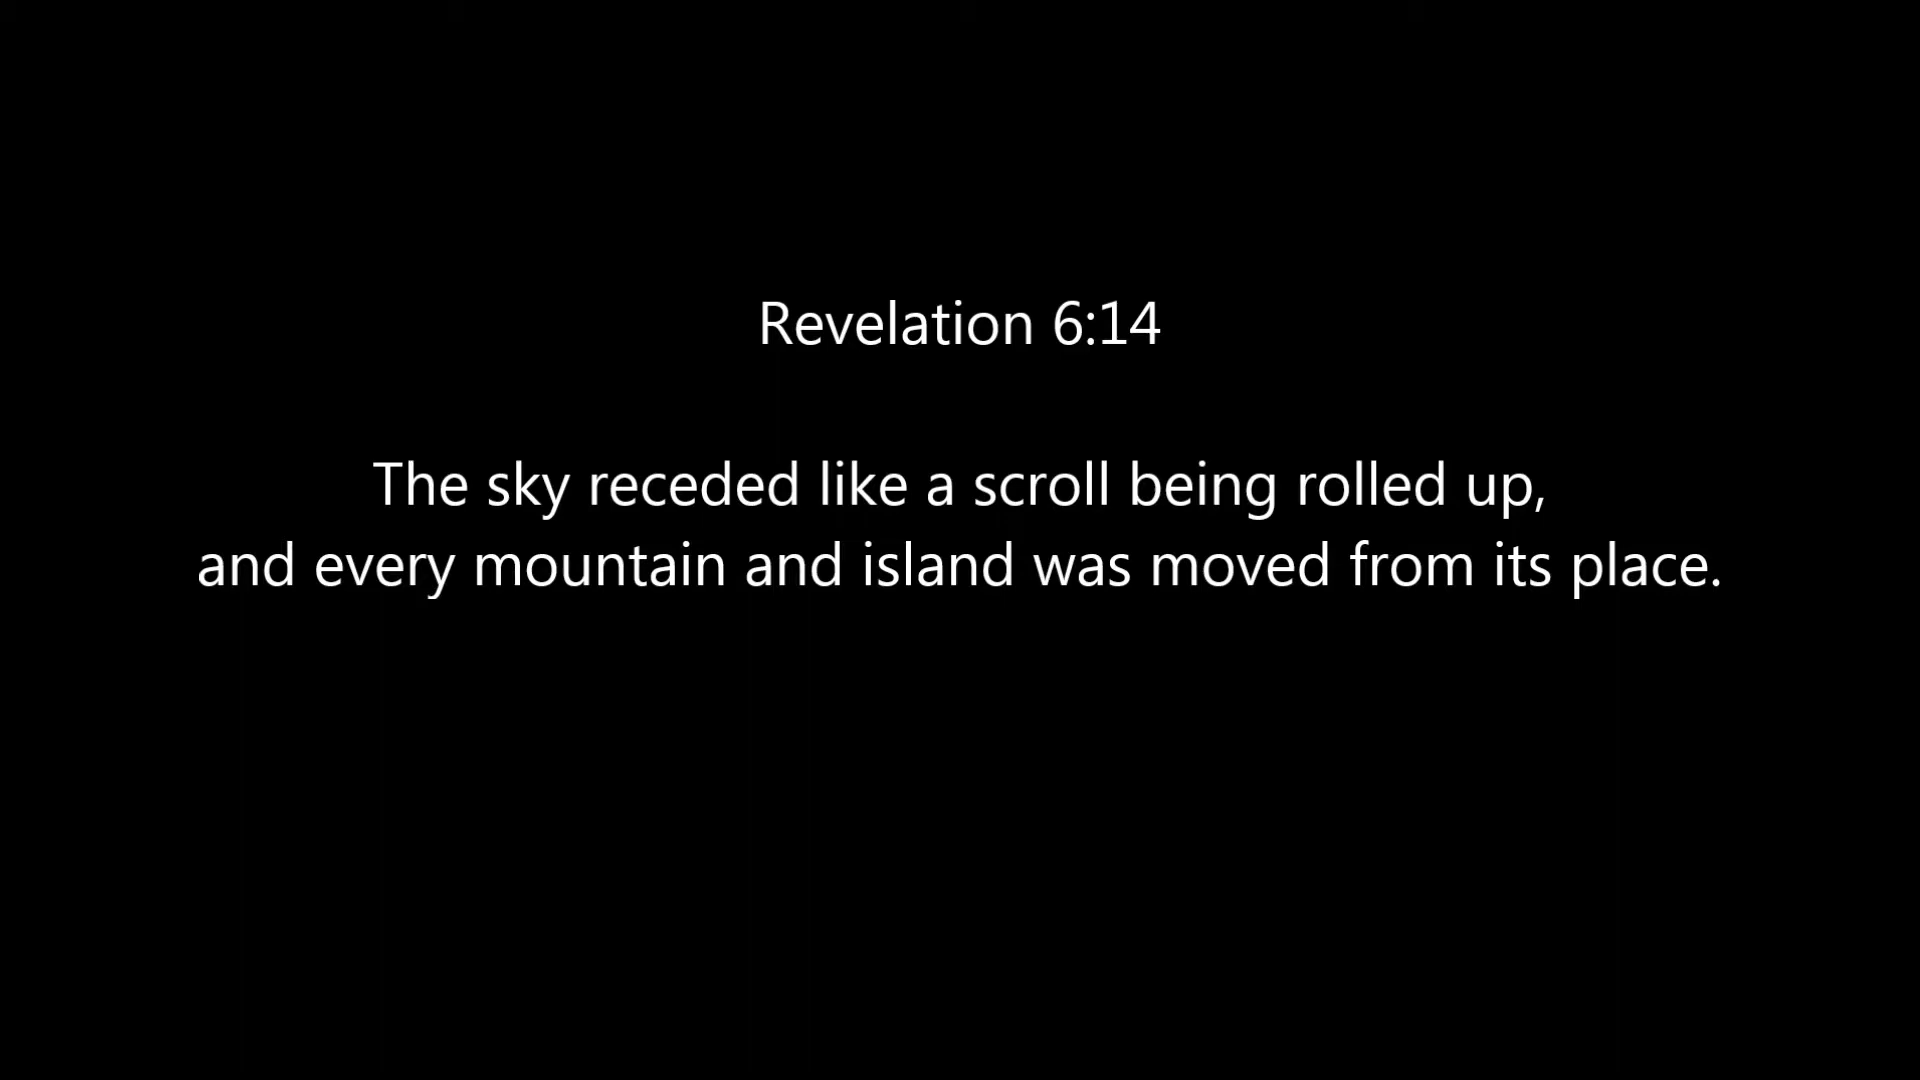 Revelation 6:14
The sky receded like a scroll being rolled up,
and every mountain and island was moved from its place.